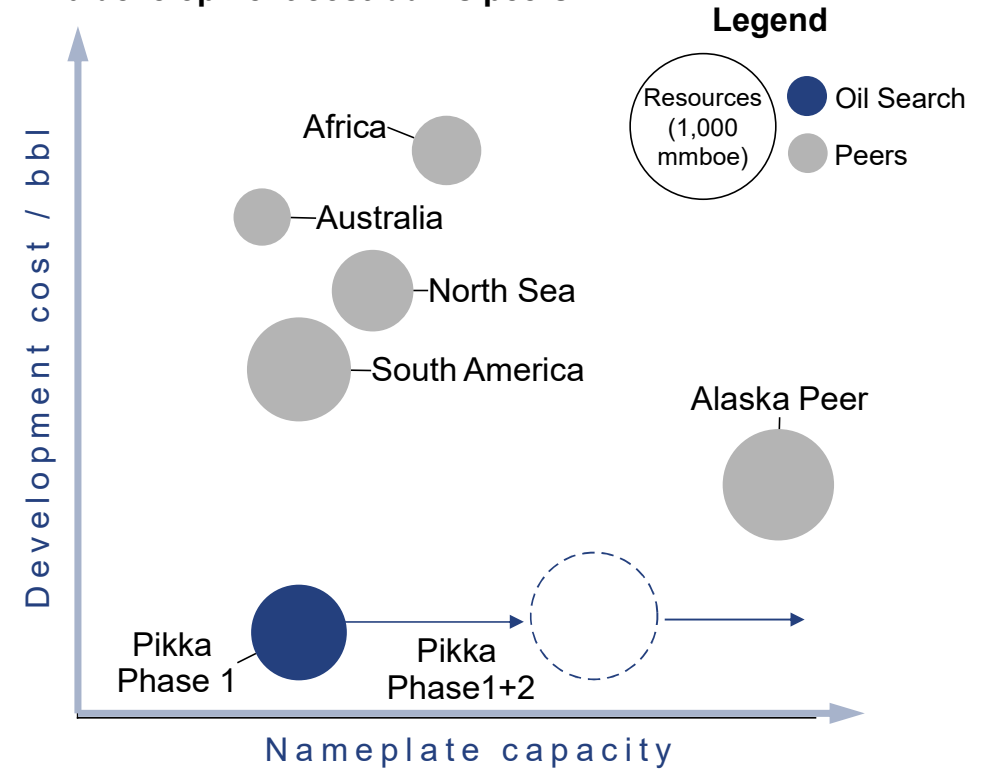 Legend
Resources
(1,000
mmboe)
Oil Search
Peers
Development cost / bbl
Africa
Australia
North Sea
South America
Alaska Peer
Pikka
Phase 1
Pikka
Phase1+2
Nameplate capacity